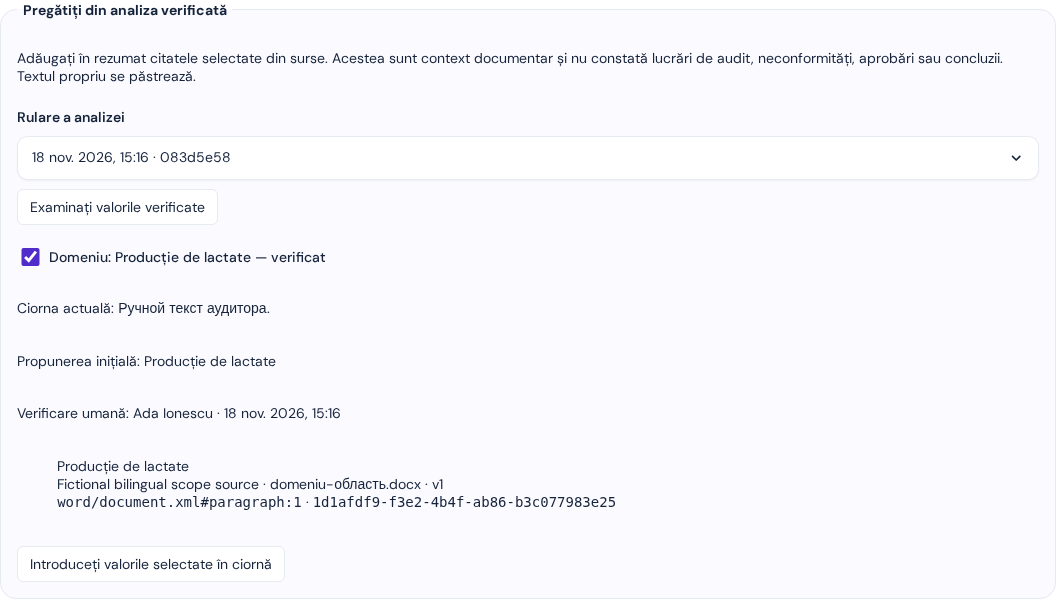 Pregătiți din analiza verificată
Adăugați în rezumat citatele selectate din surse. Acestea sunt context documentar și nu constată lucrări de audit, neconformități, aprobări sau concluzii.
Textul propriu se păstrează.
Rulare a analizei
18 nov. 2026, 15:16 · 083d5e58
Examinați valorile verificate
Domeniu: Producție de lactate — verificat
Ciorna actuală: Ручной текст аудитора.
Propunerea inițială: Producție de lactate
Verificare umană: Ada Ionescu · 18 nov. 2026, 15:16
Producție de lactate
Fictional bilingual scope source · domeniu-область.docx · v1
word/document.xml#paragraph:1 · 1d1afdf9-f3e2-4b4f-ab86-b3c077983e25
Introduceți valorile selectate în ciornă